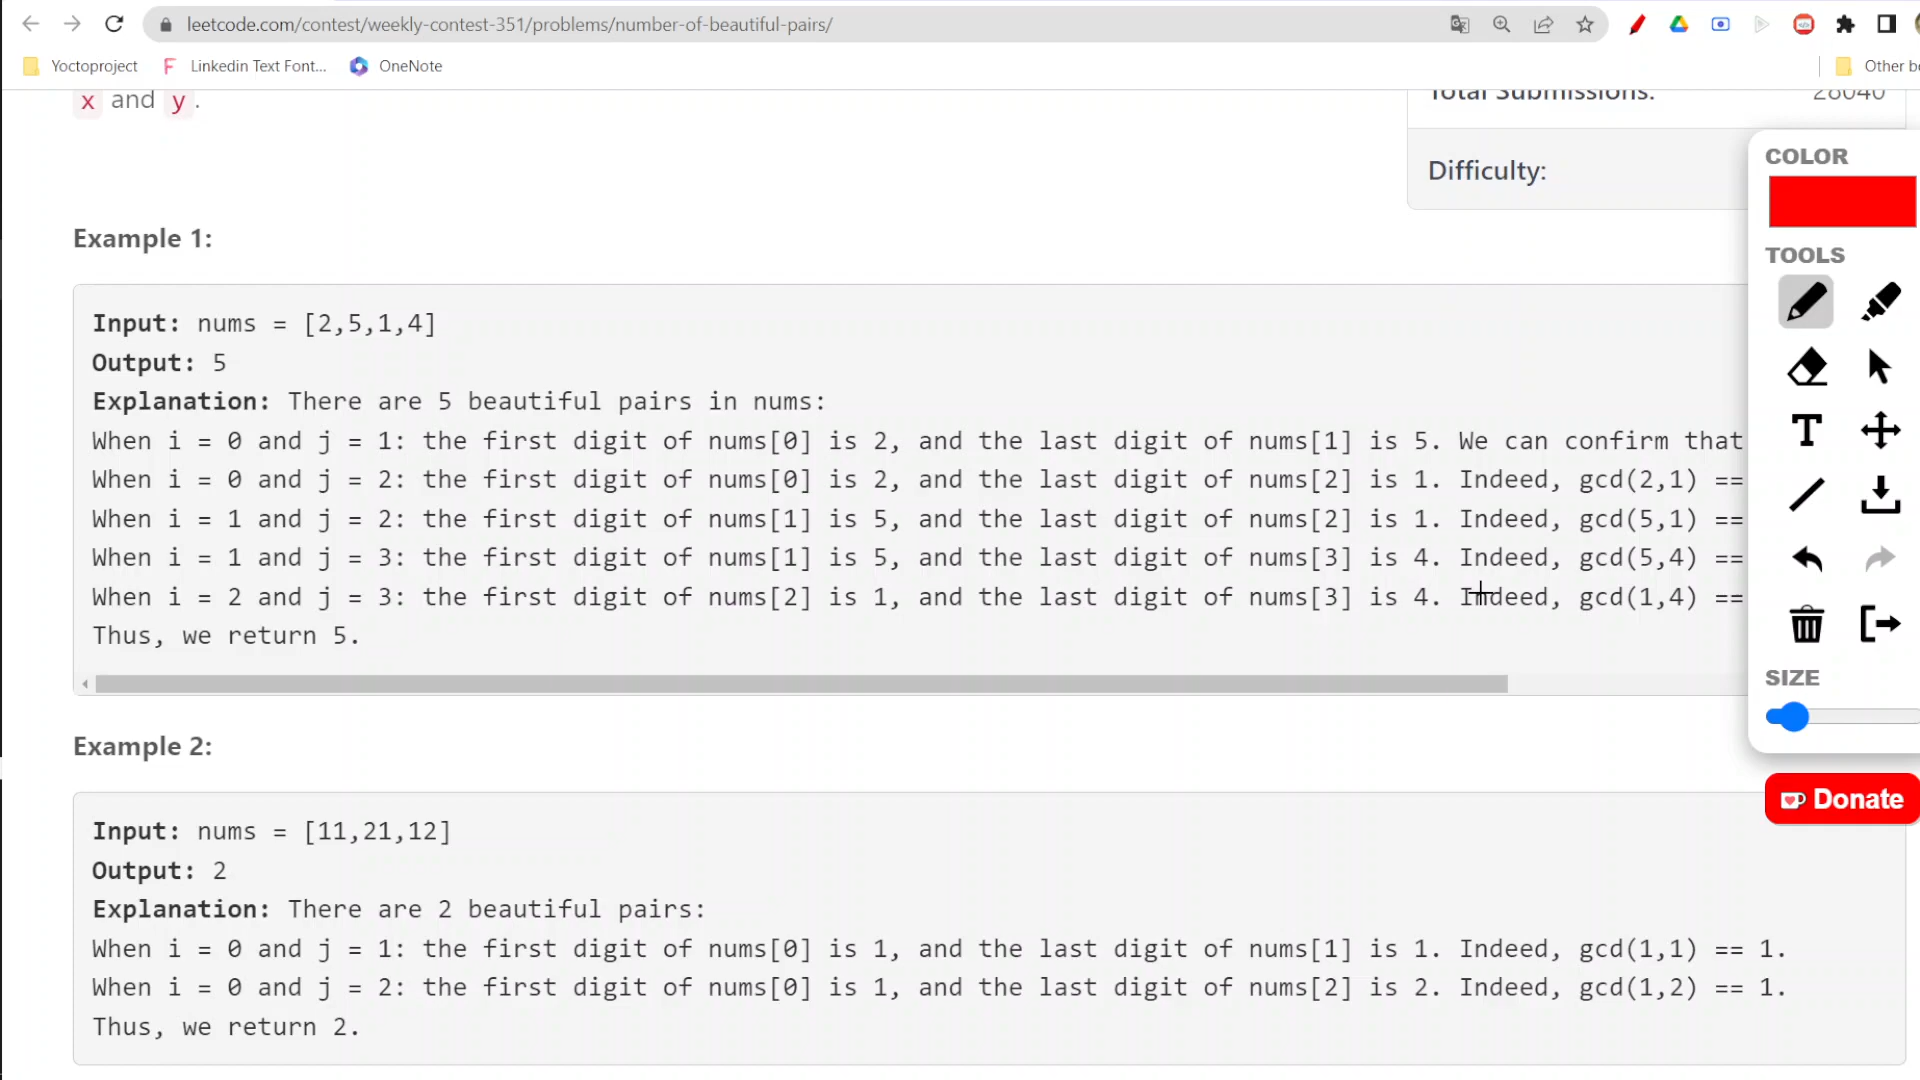 leetcode.com/contest/weekly-contest-351/problems/number-of-beautiful-pairs/
Yoctoproject
F Linkedin Text Font...
OneNote
Other
x and y.
Total Submissions: 28040
Difficulty:
Example 1:
Input: nums = [2,5,1,4]
Output: 5
Explanation: There are 5 beautiful pairs in nums:
When i = 0 and j = 1: the first digit of nums[0] is 2, and the last digit of nums[1] is 5. We can confirm that
When i = 0 and j = 2: the first digit of nums[0] is 2, and the last digit of nums[2] is 1. Indeed, gcd(2,1) ==
When i = 1 and j = 2: the first digit of nums[1] is 5, and the last digit of nums[2] is 1. Indeed, gcd(5,1) ==
When i = 1 and j = 3: the first digit of nums[1] is 5, and the last digit of nums[3] is 4. Indeed, gcd(5,4) ==
When i = 2 and j = 3: the first digit of nums[2] is 1, and the last digit of nums[3] is 4. Indeed, gcd(1,4) ==
Thus, we return 5.
Example 2:
Input: nums = [11,21,12]
Output: 2
Explanation: There are 2 beautiful pairs:
When i = 0 and j = 1: the first digit of nums[0] is 1, and the last digit of nums[1] is 1. Indeed, gcd(1,1) == 1.
When i = 0 and j = 2: the first digit of nums[0] is 1, and the last digit of nums[2] is 2. Indeed, gcd(1,2) == 1.
Thus, we return 2.
COLOR
TOOLS
T
SIZE
Donate